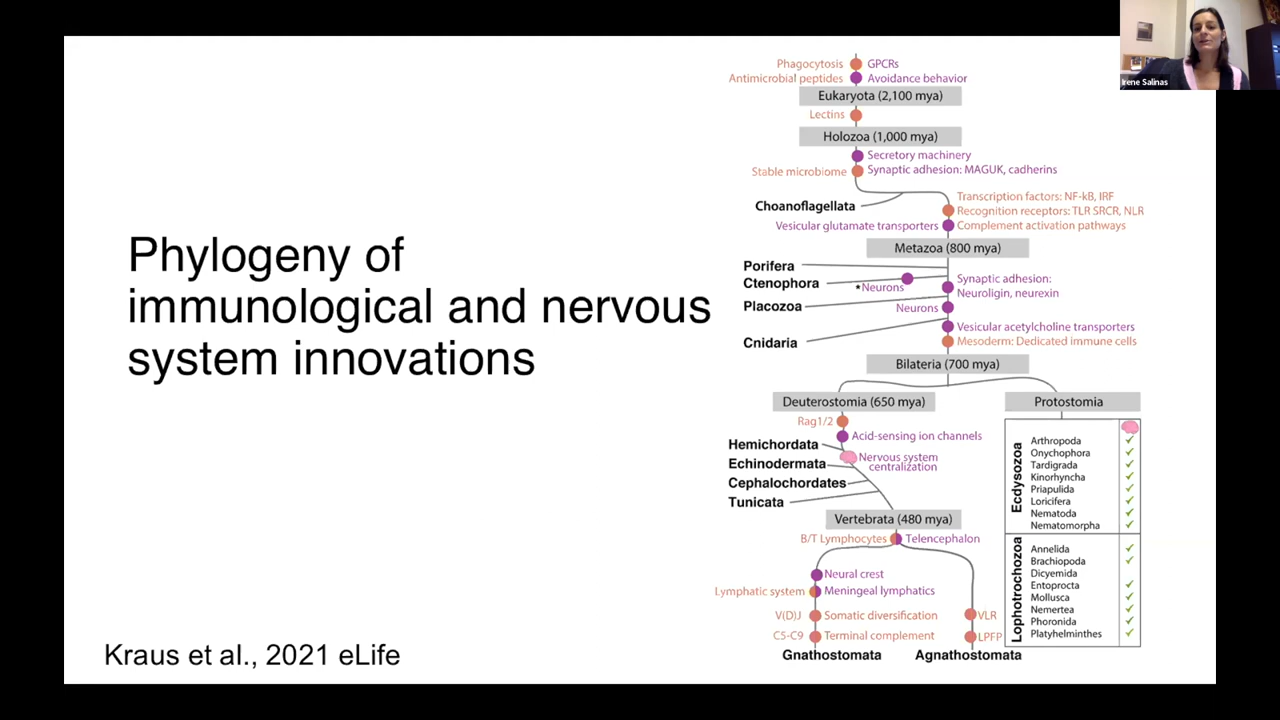 Irene Salinas
Phylogeny of
immunological and nervous
system innovations
Kraus et al., 2021 eLife
Phagocytosis GPCRs
Antimicrobial peptides Avoidance behavior
Eukaryota (2,100 mya)
Lectins
Holozoa (1,000 mya)
Secretory machinery
Stable microbiome Synaptic adhesion: MAGUK, cadherins
Choanoflagellata
Transcription factors: NF-kB, IRF
Recognition receptors: TLR SRCR, NLR
Vesicular glutamate transporters Complement activation pathways
Metazoa (800 mya)
Porifera
Ctenophora
*Neurons
Synaptic adhesion:
Neuroligin, neurexin
Placozoa
Neurons
Vesicular acetylcholine transporters
Cnidaria
Mesoderm: Dedicated immune cells
Bilateria (700 mya)
Deuterostomia (650 mya)
Rag1/2
Acid-sensing ion channels
Hemichordata
Nervous system
centralization
Echinodermata
Cephalochordates
Tunicata
Vertebrata (480 mya)
B/T Lymphocytes Telencephalon
Neural crest
Lymphatic system Meningeal lymphatics
V(D)J Somatic diversification
VLR
C5-C9 Terminal complement
LPFP
Gnathostomata
Agnathostomata
Protostomia
Ecdysozoa
Arthropoda ✓
Onychophora ✓
Tardigrada ✓
Kinorhyncha ✓
Priapulida ✓
Loricifera ✓
Nematoda ✓
Nematomorpha ✓
Lophotrochozoa
Annelida ✓
Brachiopoda ✓
Dicyemida
Entoprocta ✓
Mollusca ✓
Nemertea ✓
Phoronida ✓
Platyhelminthes ✓